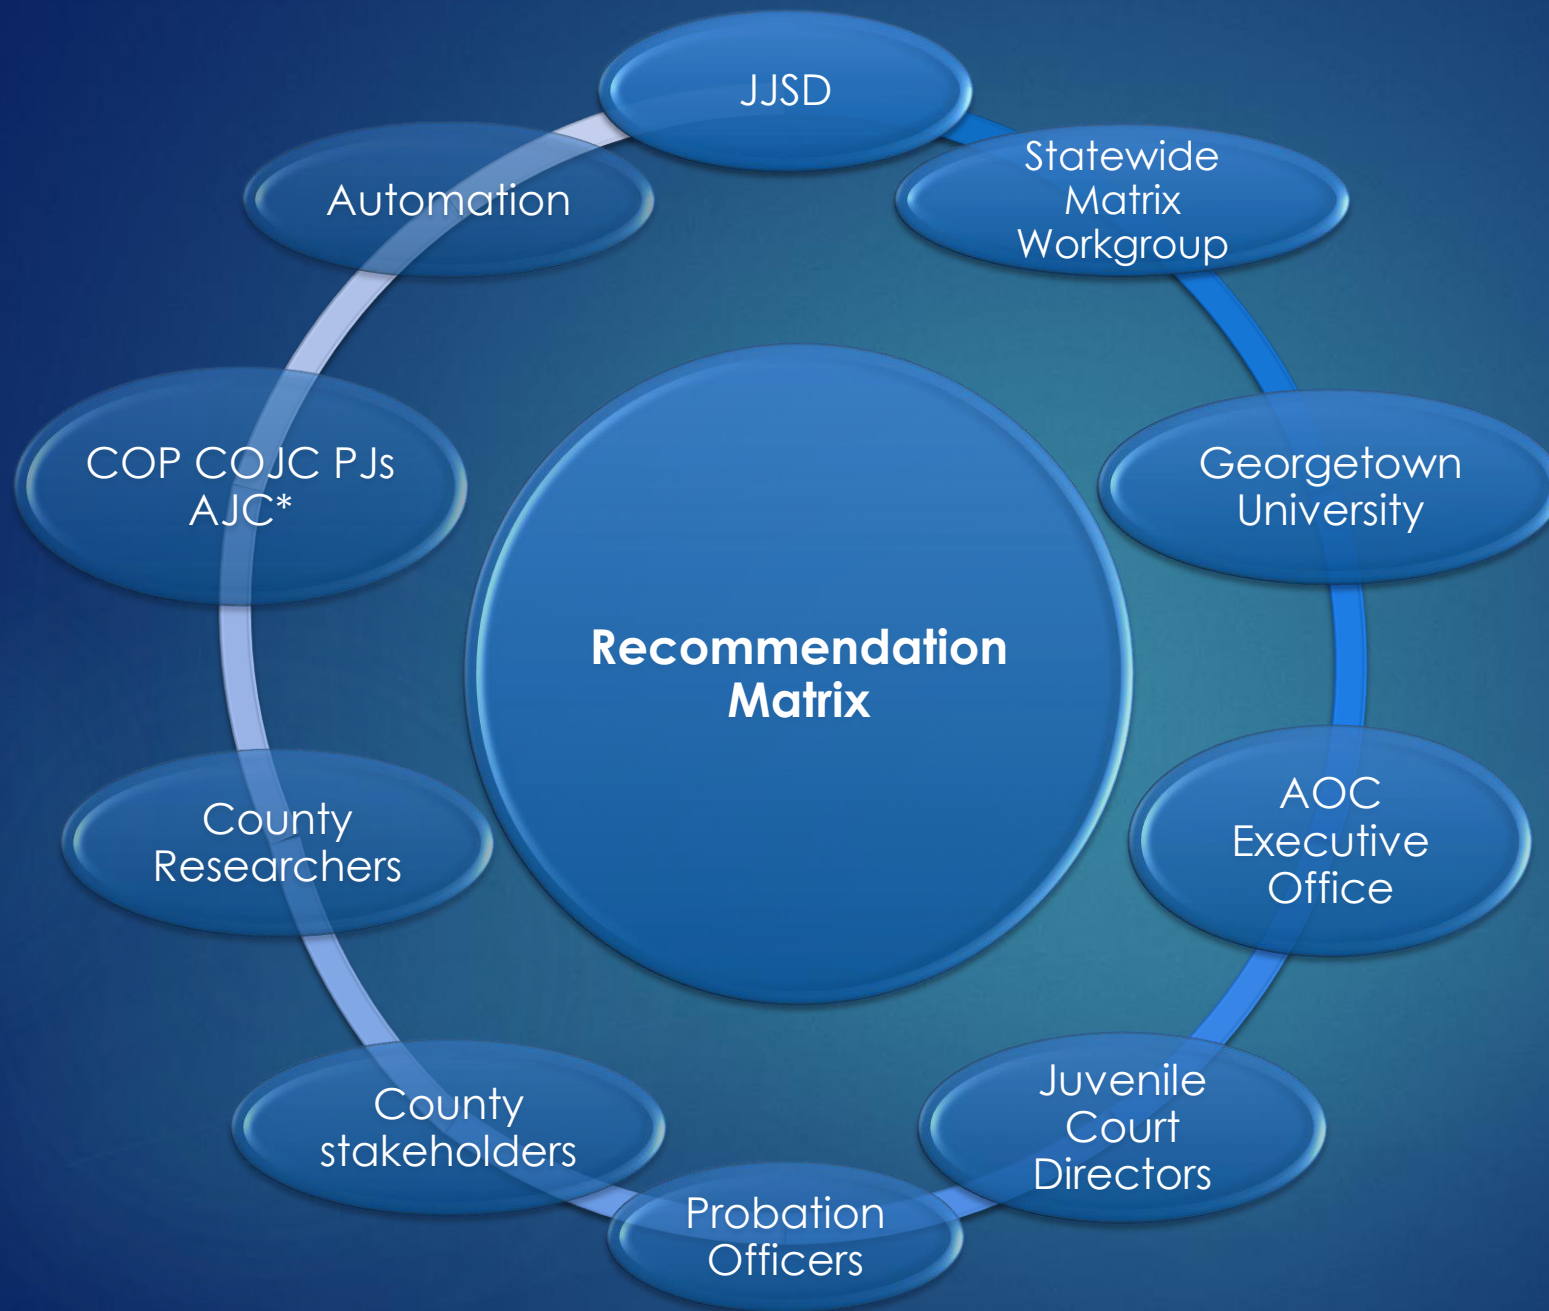 JJSD
Statewide
Matrix
Workgroup
Georgetown
University
AOC
Executive
Office
Juvenile
Court
Directors
Probation
Officers
County
stakeholders
County
Researchers
COP COJC PJs
AJC*
Automation
Recommendation
Matrix